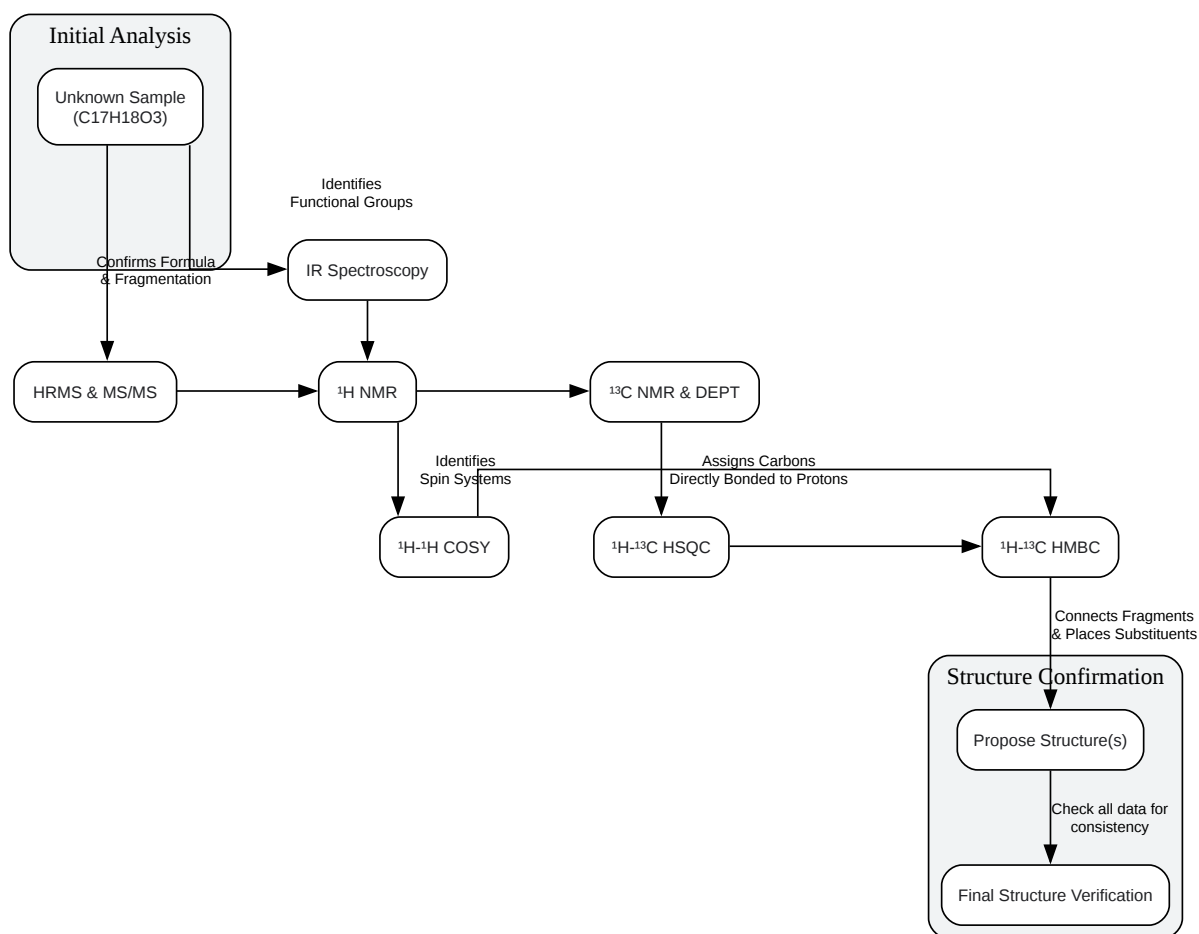 Initial Analysis
Unknown Sample
(C17H18O3)
Identifies
Functional Groups
Confirms Formula
& Fragmentation
IR Spectroscopy
HRMS & MS/MS
¹H NMR
¹³C NMR & DEPT
Identifies
Spin Systems
Assigns Carbons
Directly Bonded to Protons
¹H-¹H COSY
¹H-¹³C HSQC
¹H-¹³C HMBC
Connects Fragments
& Places Substituents
Structure Confirmation
Propose Structure(s)
Check all data for
consistency
Final Structure Verification